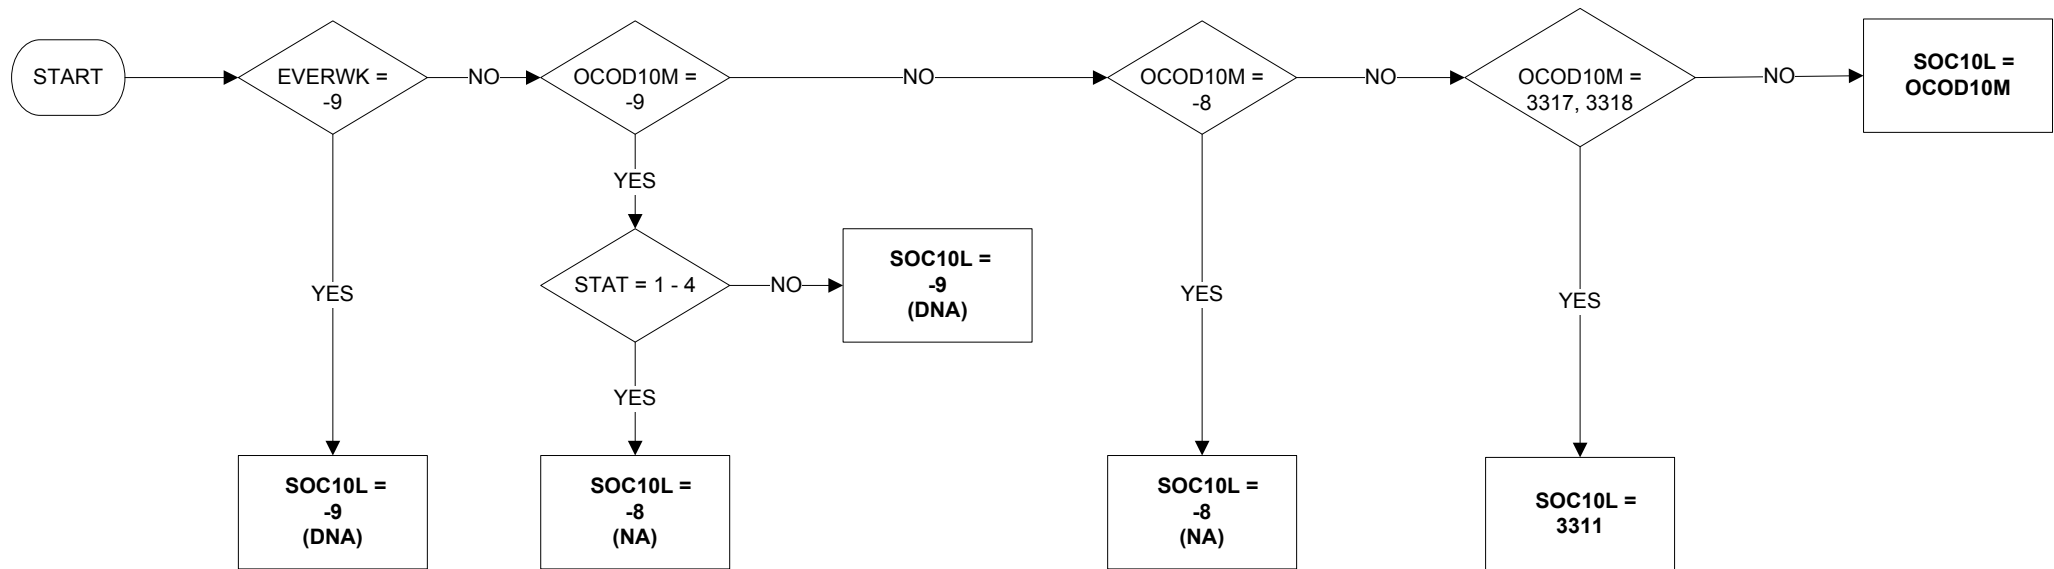 START
EVERWK =
-9
NO
OCOD10M =
-9
NO
OCOD10M =
-8
NO
OCOD10M =
3317, 3318
NO
SOC10L =
OCOD10M
YES
STAT = 1 - 4
NO
SOC10L =
-9
(DNA)
YES
YES
YES
YES
SOC10L =
-9
(DNA)
SOC10L =
-8
(NA)
SOC10L =
-8
(NA)
SOC10L =
3311